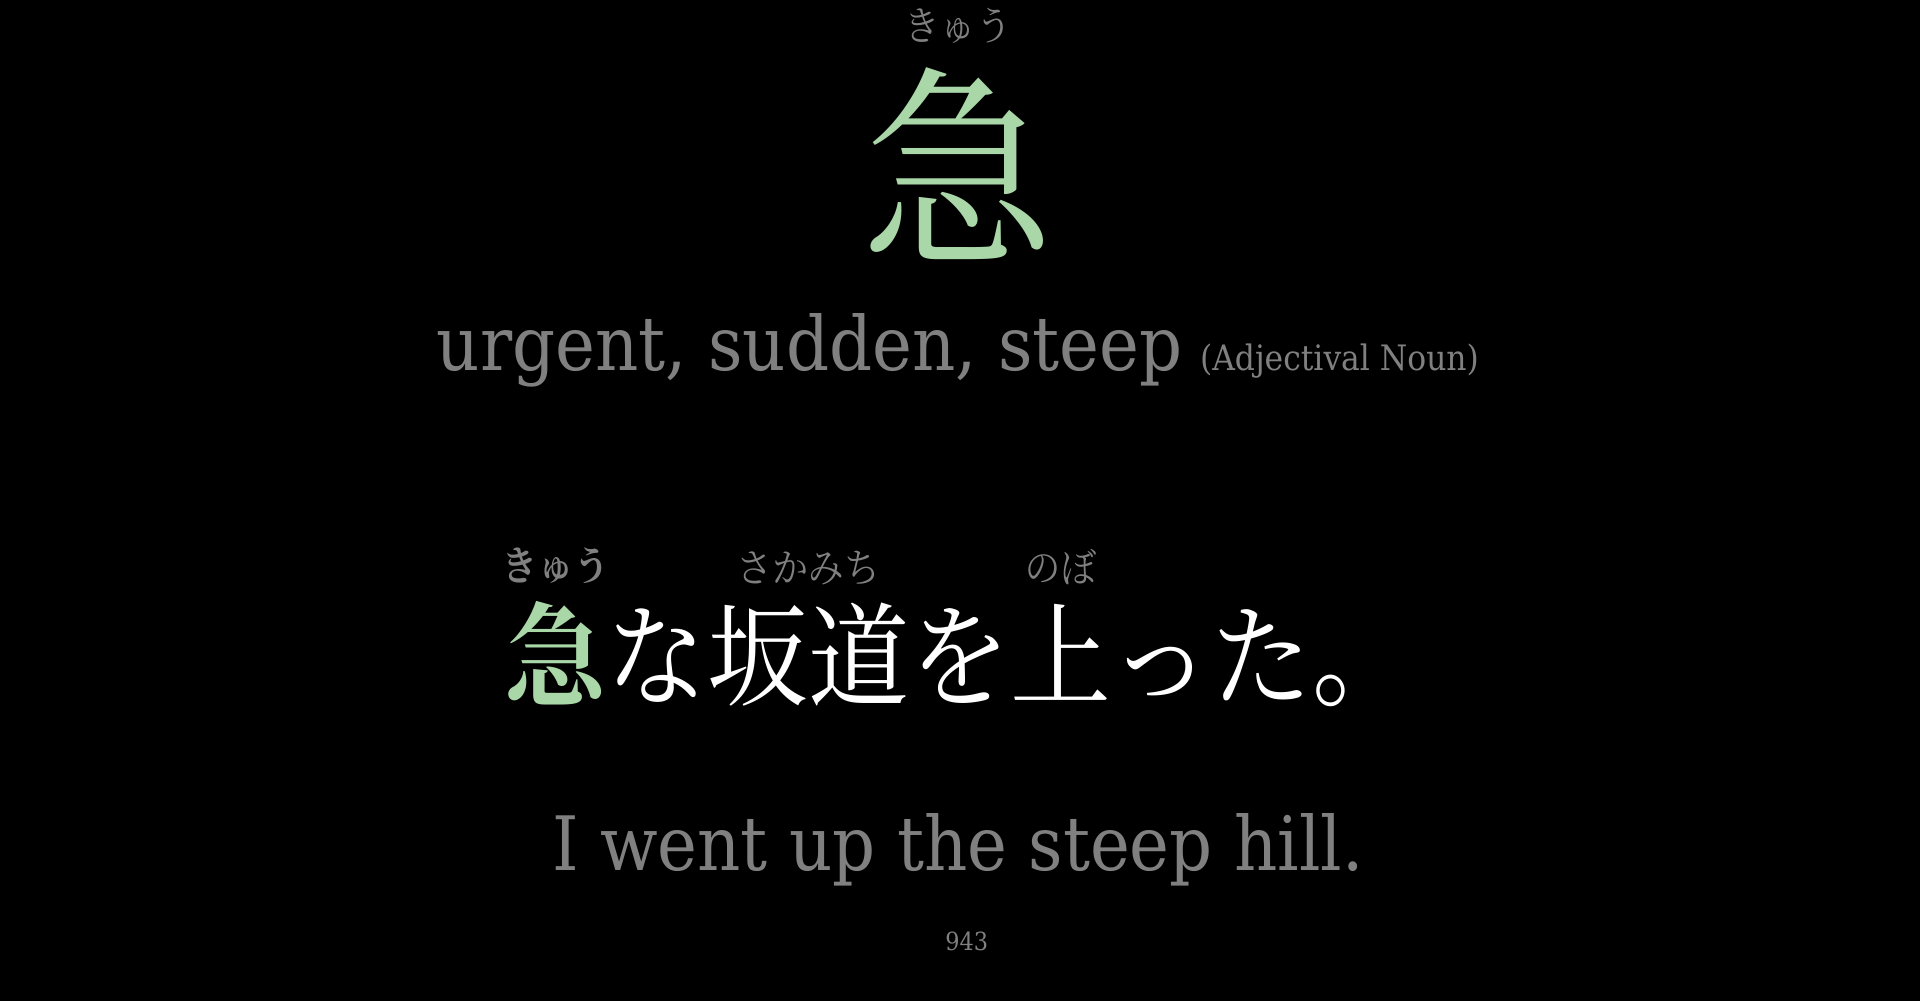 きゅう
急
urgent, sudden, steep (Adjectival Noun)
きゅう さかみち のぼ
急な坂道を上った。
I went up the steep hill.
943